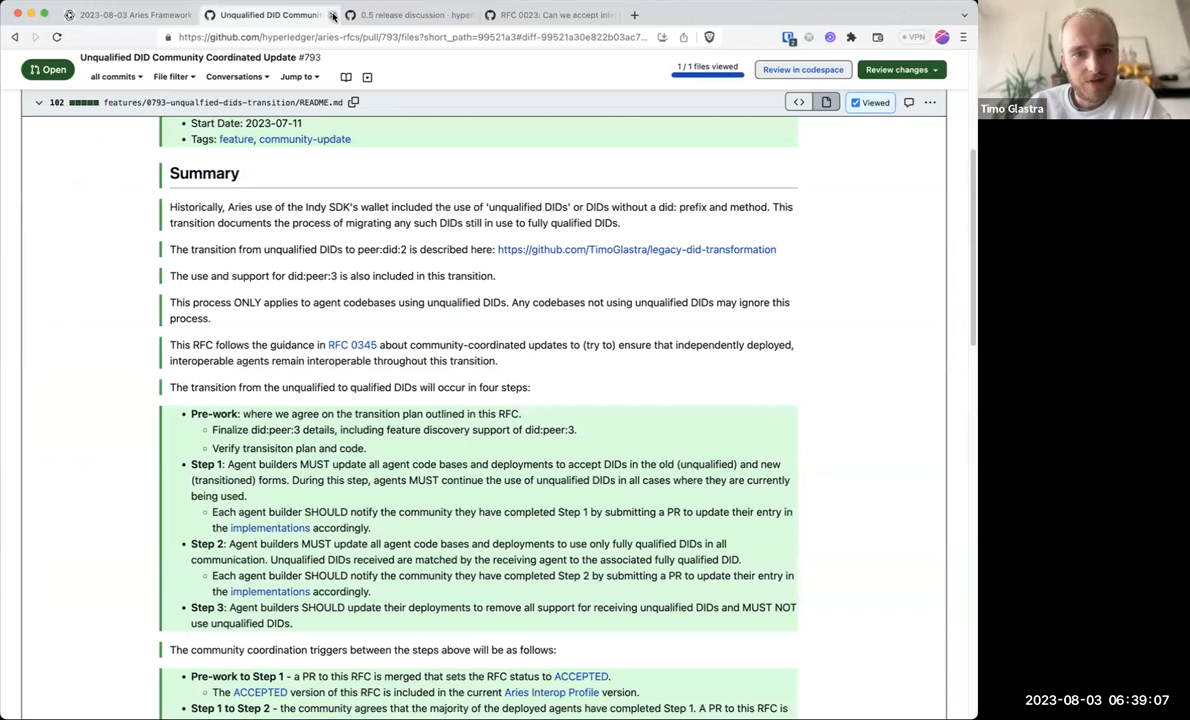 2023-08-03 Aries Framework
Unqualified DID Communi
0.5 release discussion · hyper
RFC 0023: Can we accept inli
https://github.com/hyperledger/aries-rfcs/pull/793/files?short_path=99521a3#diff-99521a30e822b03ac7...
VPN
Unqualified DID Community Coordinated Update #793
Open
all commits
File filter
Conversations
Jump to
1 / 1 files viewed
Review in codespace
Review changes
102
features/0793-unqualfied-dids-transition/README.md
Viewed
• Start Date: 2023-07-11
• Tags: feature, community-update
Summary
Historically, Aries use of the Indy SDK's wallet included the use of 'unqualified DIDs' or DIDs without a did: prefix and method. This
transition documents the process of migrating any such DIDs still in use to fully qualified DIDs.
The transition from unqualified DIDs to peer:did:2 is described here: https://github.com/TimoGlastra/legacy-did-transformation
The use and support for did:peer:3 is also included in this transition.
This process ONLY applies to agent codebases using unqualified DIDs. Any codebases not using unqualified DIDs may ignore this
process.
This RFC follows the guidance in RFC 0345 about community-coordinated updates to (try to) ensure that independently deployed,
interoperable agents remain interoperable throughout this transition.
The transition from the unqualified to qualified DIDs will occur in four steps:
• Pre-work: where we agree on the transition plan outlined in this RFC.
○ Finalize did:peer:3 details, including feature discovery support of did:peer:3.
○ Verify transisiton plan and code.
• Step 1: Agent builders MUST update all agent code bases and deployments to accept DIDs in the old (unqualified) and new
(transitioned) forms. During this step, agents MUST continue the use of unqualified DIDs in all cases where they are currently
being used.
○ Each agent builder SHOULD notify the community they have completed Step 1 by submitting a PR to update their entry in
the implementations accordingly.
• Step 2: Agent builders MUST update all agent code bases and deployments to use only fully qualified DIDs in all
communication. Unqualified DIDs received are matched by the receiving agent to the associated fully qualified DID.
○ Each agent builder SHOULD notify the community they have completed Step 2 by submitting a PR to update their entry in
the implementations accordingly.
• Step 3: Agent builders SHOULD update their deployments to remove all support for receiving unqualified DIDs and MUST NOT
use unqualified DIDs.
The community coordination triggers between the steps above will be as follows:
• Pre-work to Step 1 - a PR to this RFC is merged that sets the RFC status to ACCEPTED.
○ The ACCEPTED version of this RFC is included in the current Aries Interop Profile version.
• Step 1 to Step 2 - the community agrees that the majority of the deployed agents have completed Step 1. A PR to this RFC is
Timo Glastra
2023-08-03 06:39:07